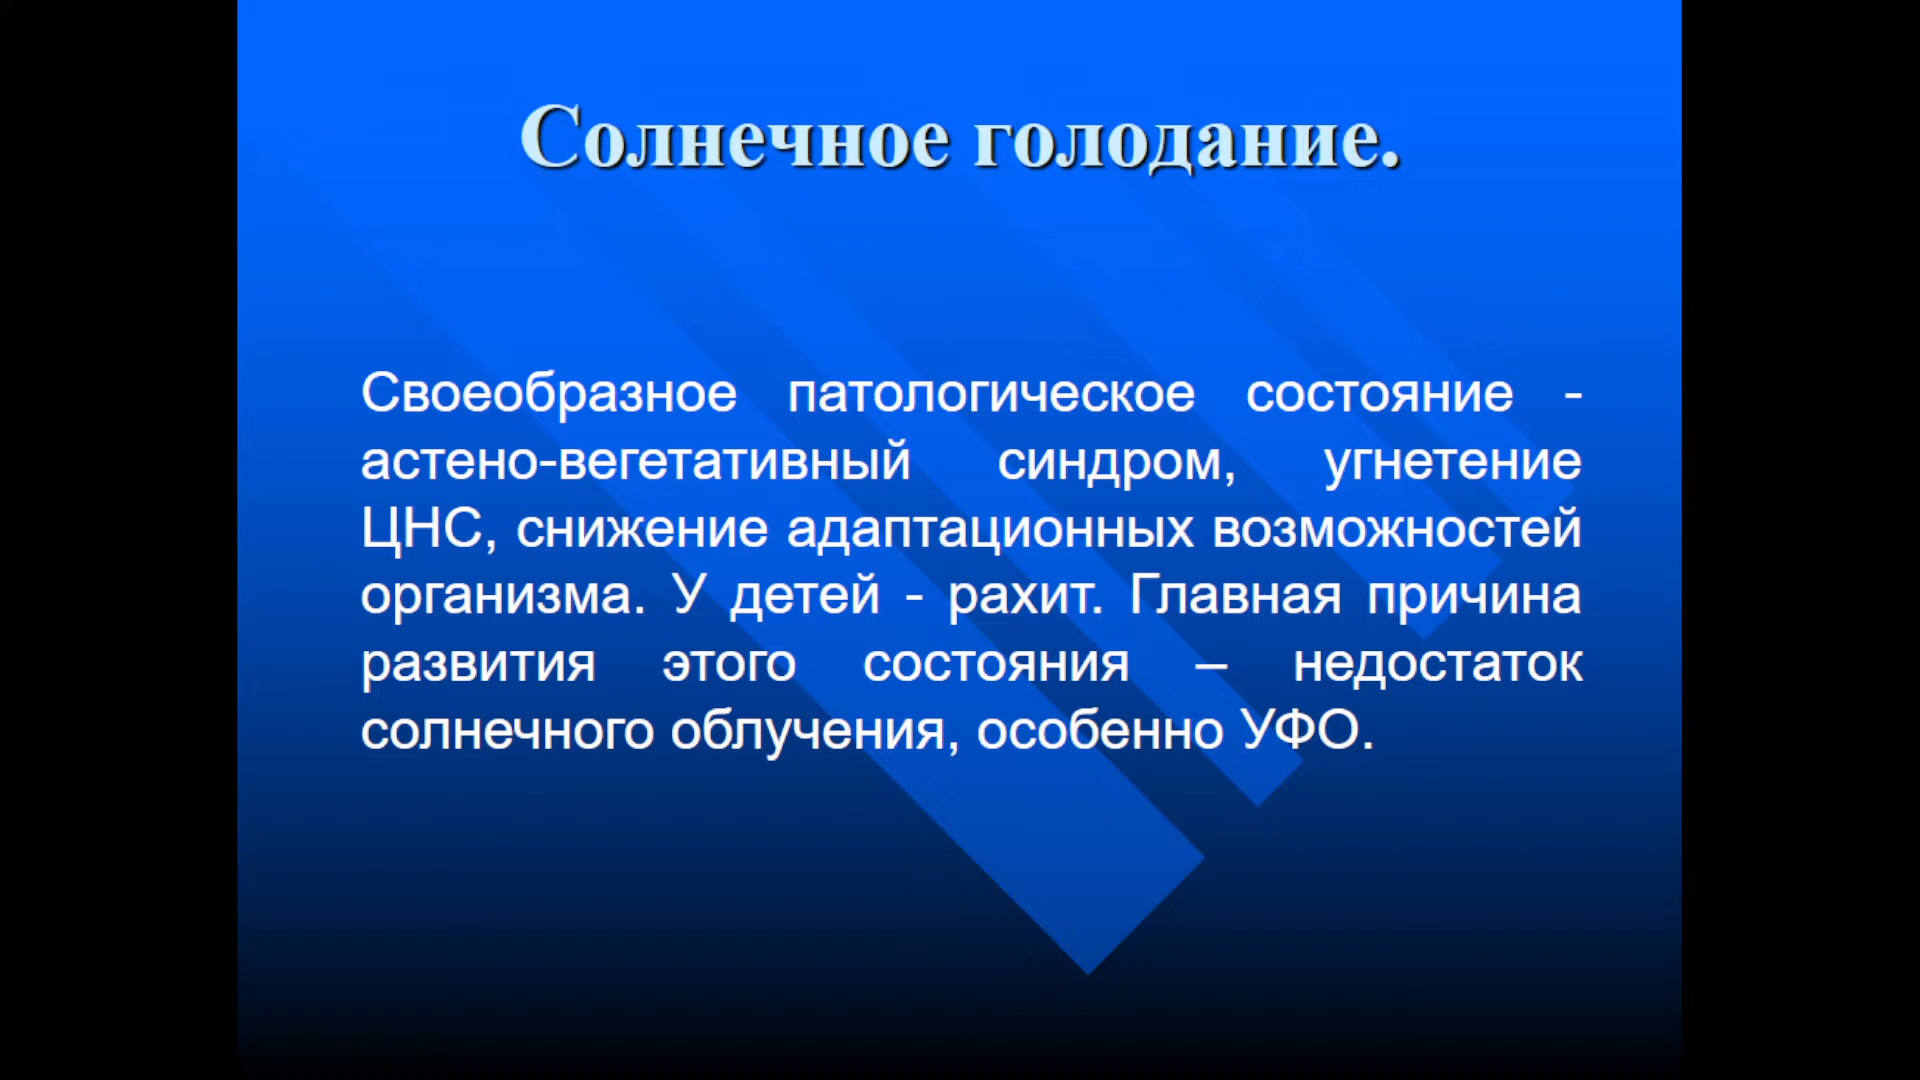 Солнечное голодание.
Своеобразное патологическое состояние -
астено-вегетативный синдром, угнетение
ЦНС, снижение адаптационных возможностей
организма. У детей - рахит. Главная причина
развития этого состояния – недостаток
солнечного облучения, особенно УФО.